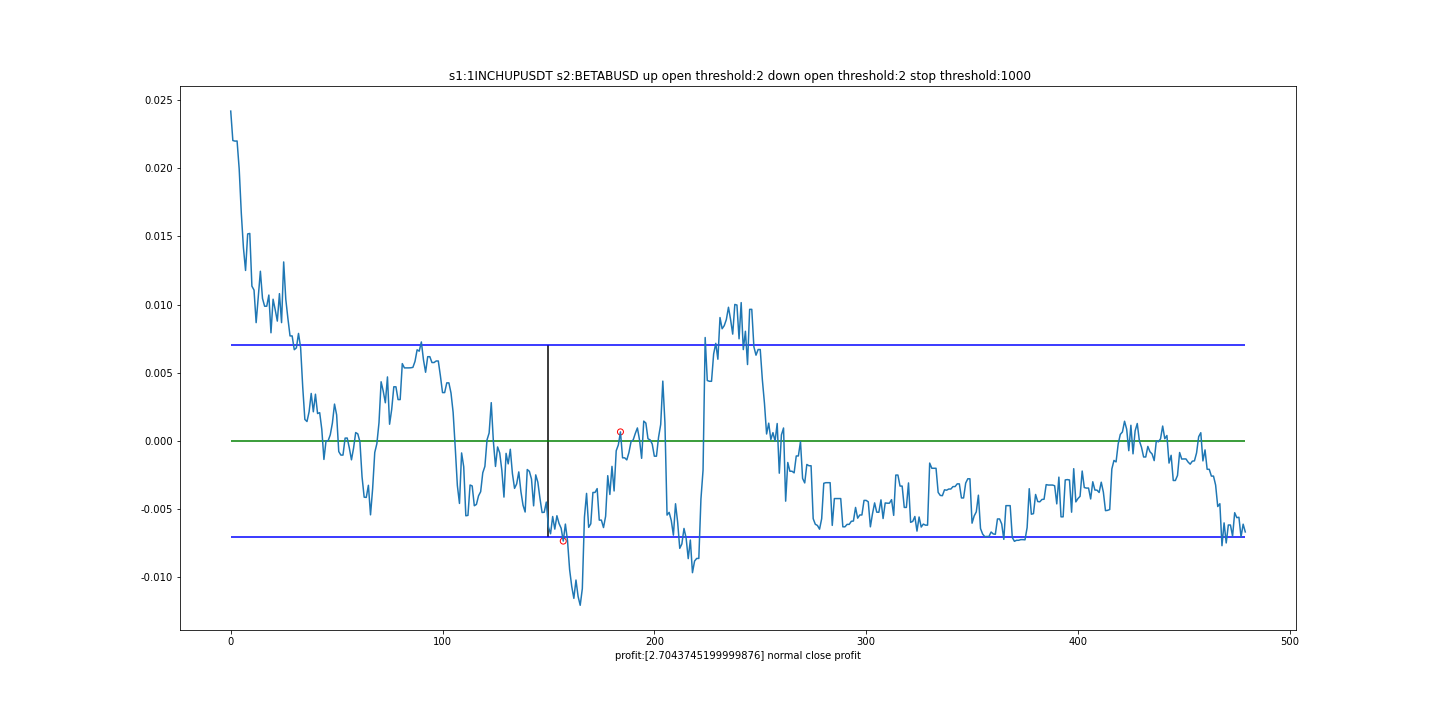 s1:1INCHUPUSDT s2:BETABUSD up open threshold:2 down open threshold:2 stop threshold:1000
0.025
0.020
0.015
0.010
0.005
0.000
-0.005
-0.010
0 100 200 300 400 500
profit:[2.7043745199999876] normal close profit